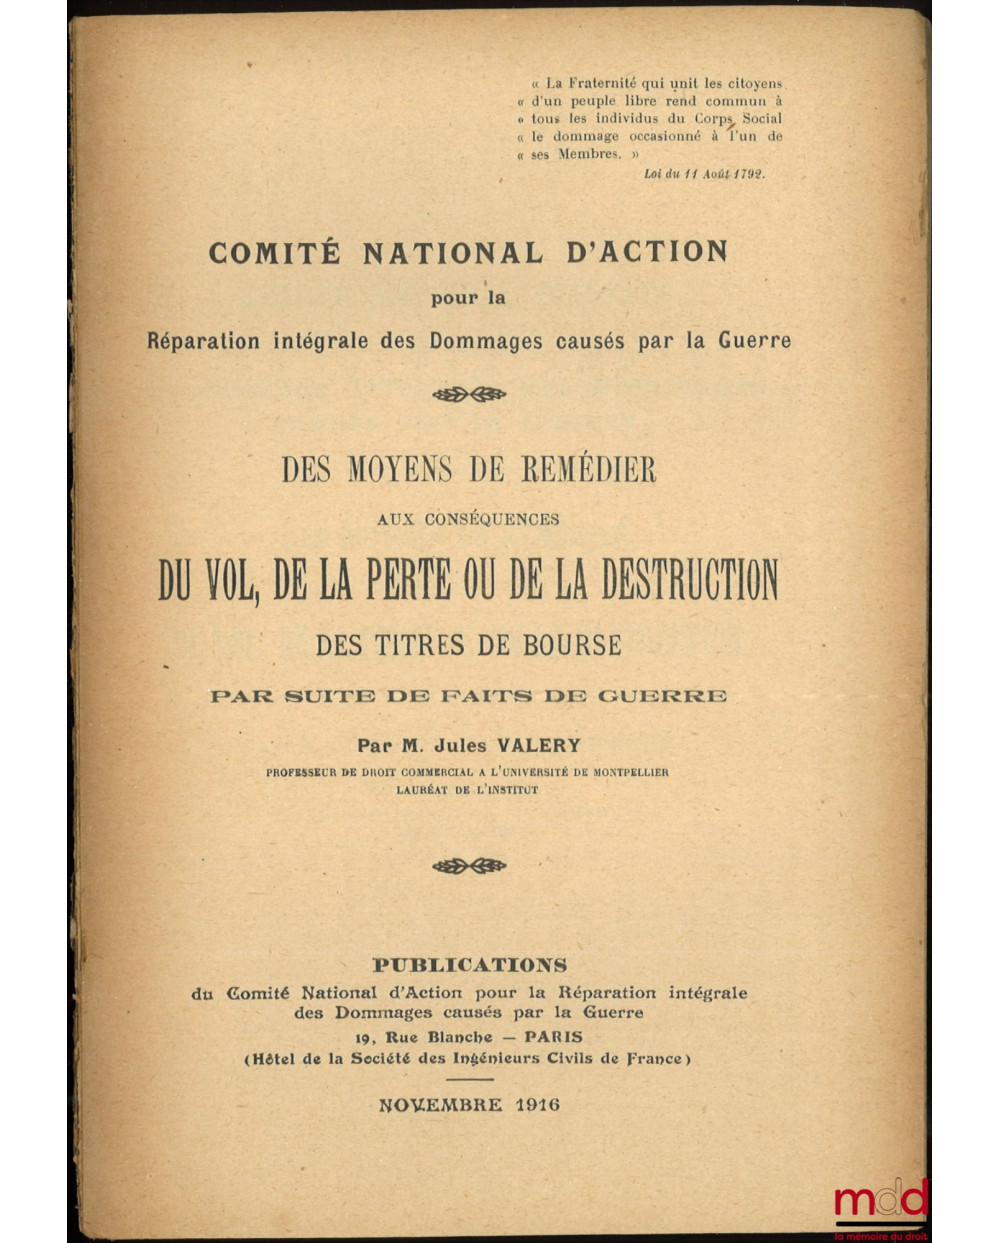 « La Fraternité qui unit les citoyens
« d'un peuple libre rend commun à
« tous les individus du Corps Social
« le dommage occasionné à l'un de
« ses Membres. »
Loi du 11 Août 1792.
COMITÉ NATIONAL D'ACTION
pour la
Réparation intégrale des Dommages causés par la Guerre
DES MOYENS DE REMÉDIER
AUX CONSÉQUENCES
DU VOL, DE LA PERTE OU DE LA DESTRUCTION
DES TITRES DE BOURSE
PAR SUITE DE FAITS DE GUERRE
Par M. Jules VALERY
PROFESSEUR DE DROIT COMMERCIAL A L'UNIVERSITÉ DE MONTPELLIER
LAURÉAT DE L'INSTITUT
PUBLICATIONS
du Comité National d'Action pour la Réparation intégrale
des Dommages causés par la Guerre
19, Rue Blanche — PARIS
(Hôtel de la Société des Ingénieurs Civils de France)
NOVEMBRE 1916
mdd
la mémoire du droit